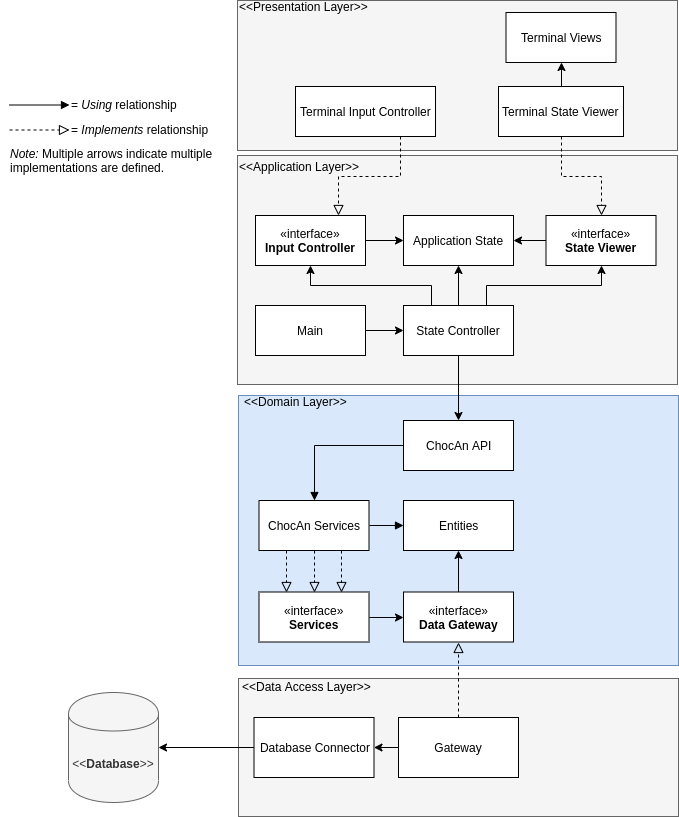 <<Presentation Layer>>
Terminal Views
Terminal Input Controller
Terminal State Viewer
= Using relationship
= Implements relationship
Note: Multiple arrows indicate multiple
implementations are defined.
<<Application Layer>>
«interface»
Input Controller
Application State
«interface»
State Viewer
Main
State Controller
<<Domain Layer>>
ChocAn API
ChocAn Services
Entities
«interface»
Services
«interface»
Data Gateway
<<Data Access Layer>>
Database Connector
Gateway
<<Database>>